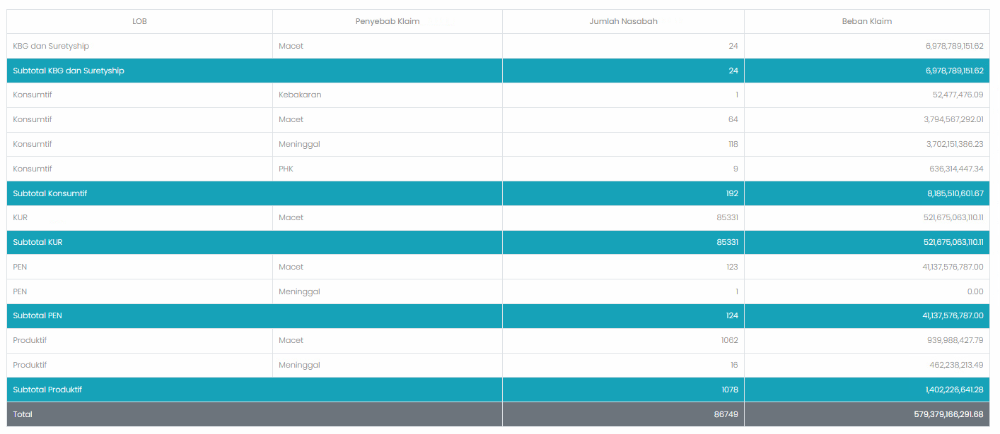 LOB Penyebab Klaim Jumlah Nasabah Beban Klaim
KBG dan Suretyship Macet 24 6,978,789,151.62
Subtotal KBG dan Suretyship 24 6,978,789,151.62
Konsumtif Kebakaran 1 52,477,476.09
Konsumtif Macet 64 3,794,567,292.01
Konsumtif Meninggal 118 3,702,151,386.23
Konsumtif PHK 9 636,314,447.34
Subtotal Konsumtif 192 8,185,510,601.67
KUR Macet 85331 521,675,063,110.11
Subtotal KUR 85331 521,675,063,110.11
PEN Macet 123 41,137,576,787.00
PEN Meninggal 1 0.00
Subtotal PEN 124 41,137,576,787.00
Produktif Macet 1062 939,988,427.79
Produktif Meninggal 16 462,238,213.49
Subtotal Produktif 1078 1,402,226,641.28
Total 86749 579,379,166,291.68